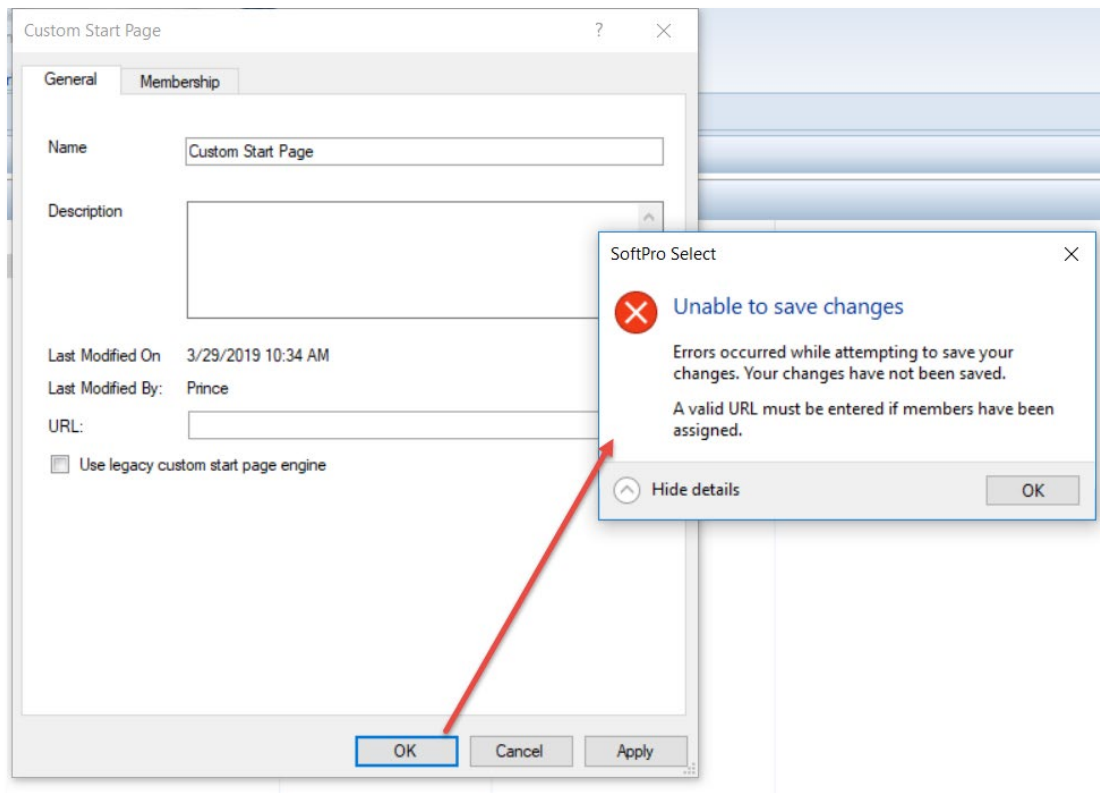 Custom Start Page
?
General
Membership
Name
Custom Start Page
Description
Last Modified On
3/29/2019 10:34 AM
Last Modified By:
Prince
URL:
Use legacy custom start page engine
OK
Cancel
Apply
SoftPro Select
Unable to save changes
Errors occurred while attempting to save your
changes. Your changes have not been saved.
A valid URL must be entered if members have been
assigned.
Hide details
OK